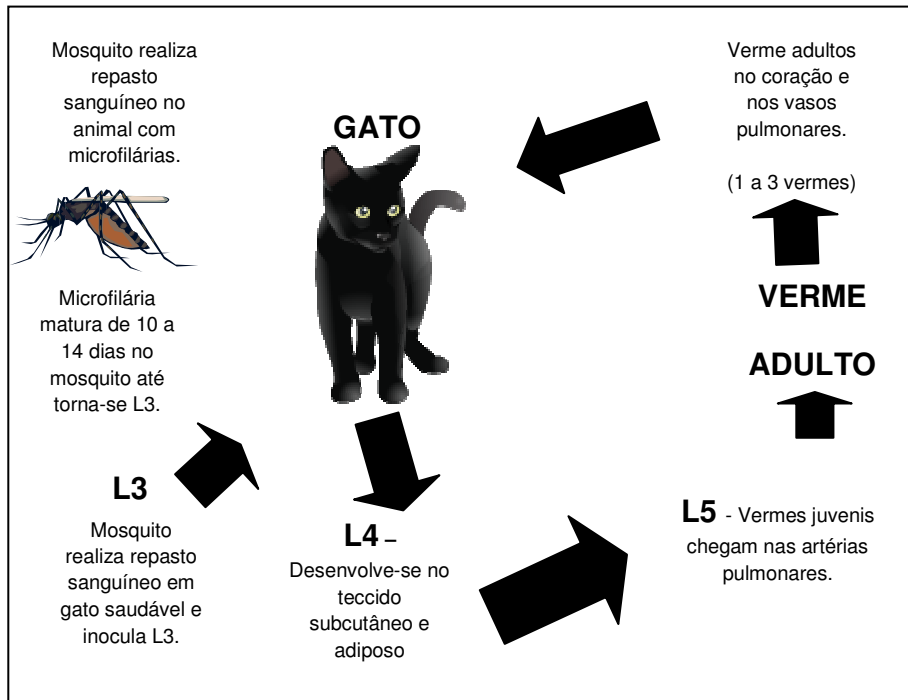 Mosquito realiza
repasto
sanguíneo no
animal com
microfilárias.
Microfilária
matura de 10 a
14 dias no
mosquito até
torna-se L3.
L3
Mosquito
realiza repasto
sanguíneo em
gato saudável e
inocula L3.
GATO
L4 –
Desenvolve-se no
teccido
subcutâneo e
adiposo
L5 - Vermes juvenis
chegam nas artérias
pulmonares.
VERME
ADULTO
Verme adultos
no coração e
nos vasos
pulmonares.
(1 a 3 vermes)